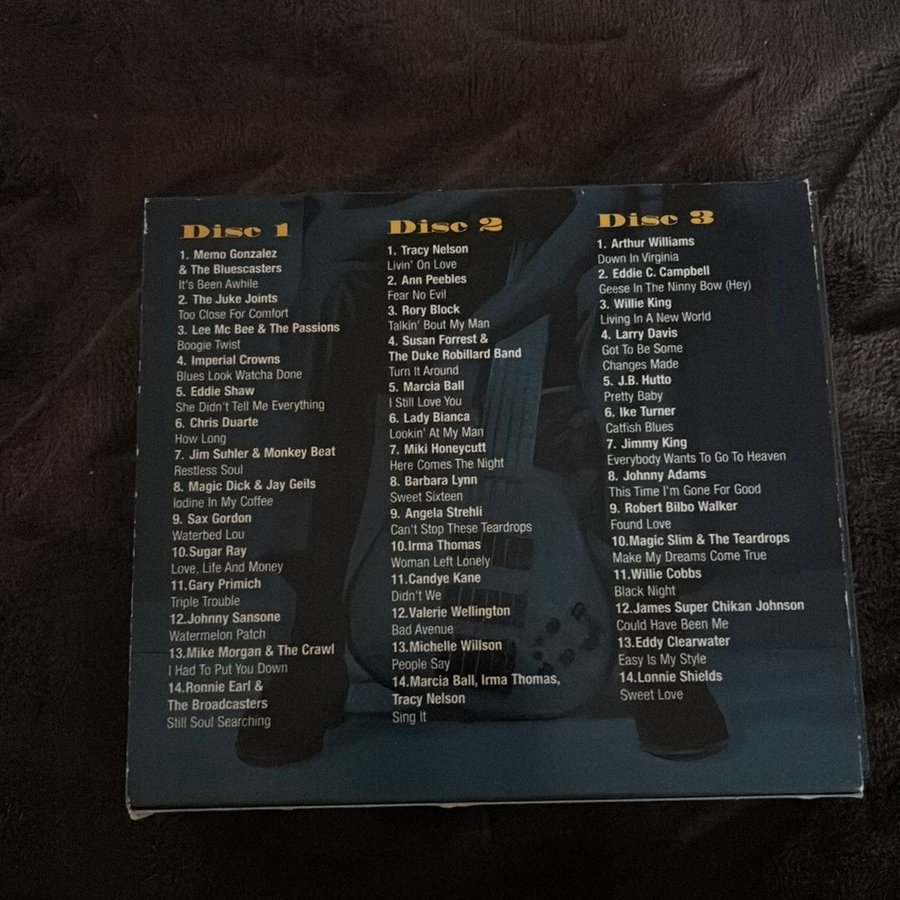 Disc 1
1. Memo Gonzalez
& The Bluescasters
It's Been Awhile
2. The Juke Joints
Too Close For Comfort
3. Lee Mc Bee & The Passions
Boogie Twist
4. Imperial Crowns
Blues Look Watcha Done
5. Eddie Shaw
She Didn't Tell Me Everything
6. Chris Duarte
How Long
7. Jim Suhler & Monkey Beat
Restless Soul
8. Magic Dick & Jay Geils
Iodine In My Coffee
9. Sax Gordon
Waterbed Lou
10.Sugar Ray
Love, Life And Money
11.Gary Primich
Triple Trouble
12.Johnny Sansone
Watermelon Patch
13.Mike Morgan & The Crawl
I Had To Put You Down
14.Ronnie Earl &
The Broadcasters
Still Soul Searching
Disc 2
1. Tracy Nelson
Livin' On Love
2. Ann Peebles
Fear No Evil
3. Rory Block
Talkin' Bout My Man
4. Susan Forrest &
The Duke Robillard Band
Turn It Around
5. Marcia Ball
I Still Love You
6. Lady Bianca
Lookin' At My Man
7. Miki Honeycutt
Here Comes The Night
8. Barbara Lynn
Sweet Sixteen
9. Angela Strehli
Can't Stop These Teardrops
10.Irma Thomas
Woman Left Lonely
11.Candye Kane
Didn't We
12.Valerie Wellington
Bad Avenue
13.Michelle Willson
People Say
14.Marcia Ball, Irma Thomas,
Tracy Nelson
Sing It
Disc 3
1. Arthur Williams
Down In Virginia
2. Eddie C. Campbell
Geese In The Ninny Bow (Hey)
3. Willie King
Living In A New World
4. Larry Davis
Got To Be Some
Changes Made
5. J.B. Hutto
Pretty Baby
6. Ike Turner
Catfish Blues
7. Jimmy King
Everybody Wants To Go To Heaven
8. Johnny Adams
This Time I'm Gone For Good
9. Robert Bilbo Walker
Found Love
10.Magic Slim & The Teardrops
Make My Dreams Come True
11.Willie Cobbs
Black Night
12.James Super Chikan Johnson
Could Have Been Me
13.Eddy Clearwater
Easy Is My Style
14.Lonnie Shields
Sweet Love